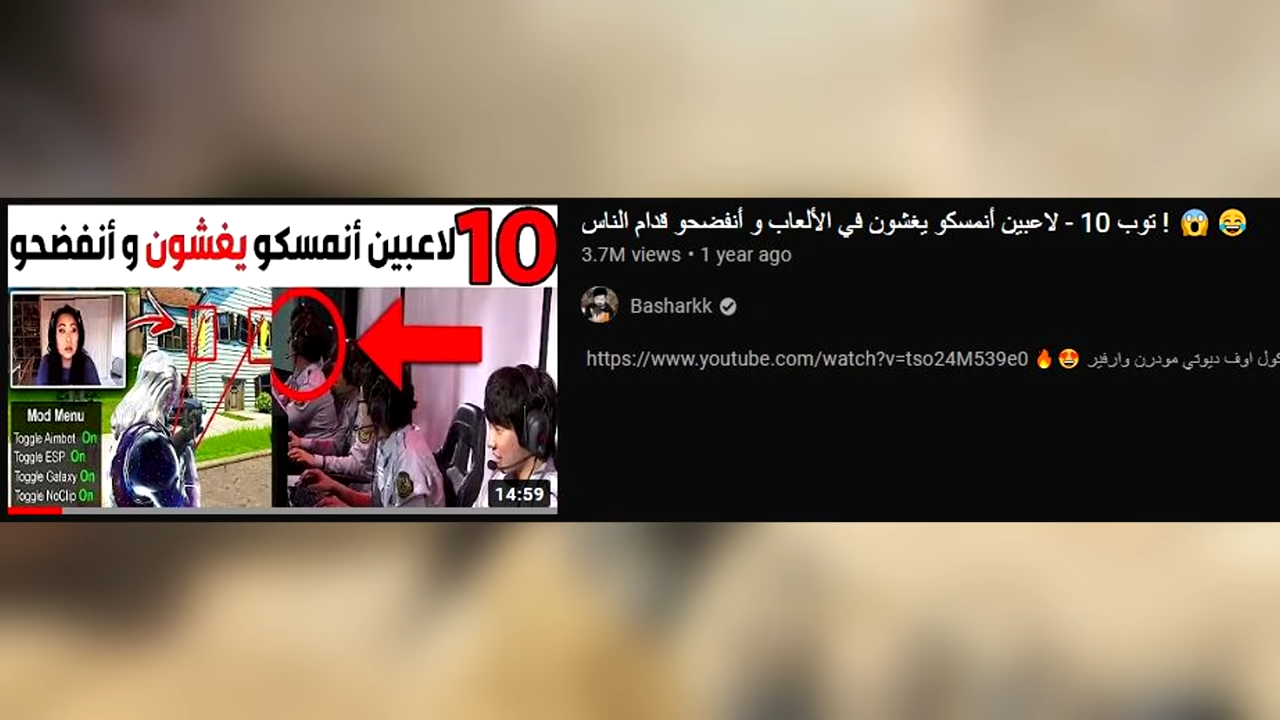 10 لاعبين أنمسكو يغشون و أنفضحو
Mod Menu
Toggle Aimbot On
Toggle ESP On
Toggle Galaxy On
Toggle NoClip On
14:59
توب 10 - لاعبين أنمسكو يغشون في الألعاب و أنفضحو قدام الناس ! 😱 😂
3.7M views • 1 year ago
Basharkk
https://www.youtube.com/watch?v=tso24M539e0 🔥 🤩 كول اوف ديوتي مودرن وارفير